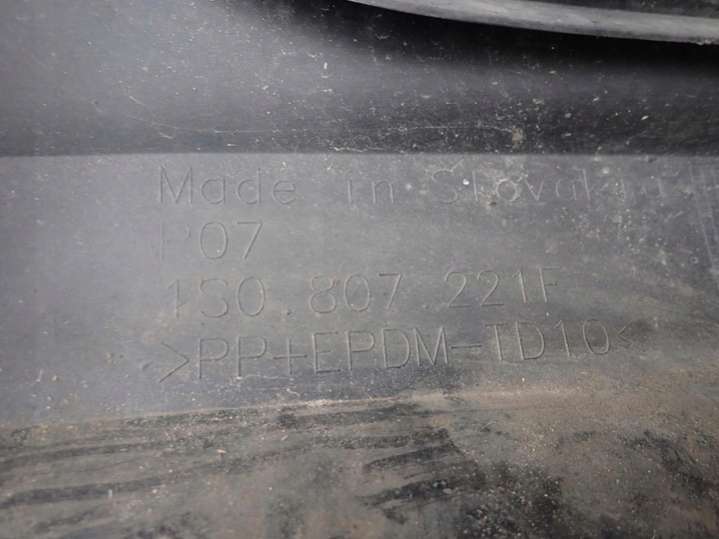 Made in Slovakia
P07
1S0.807.221F
>PP+EPDM-TD10<